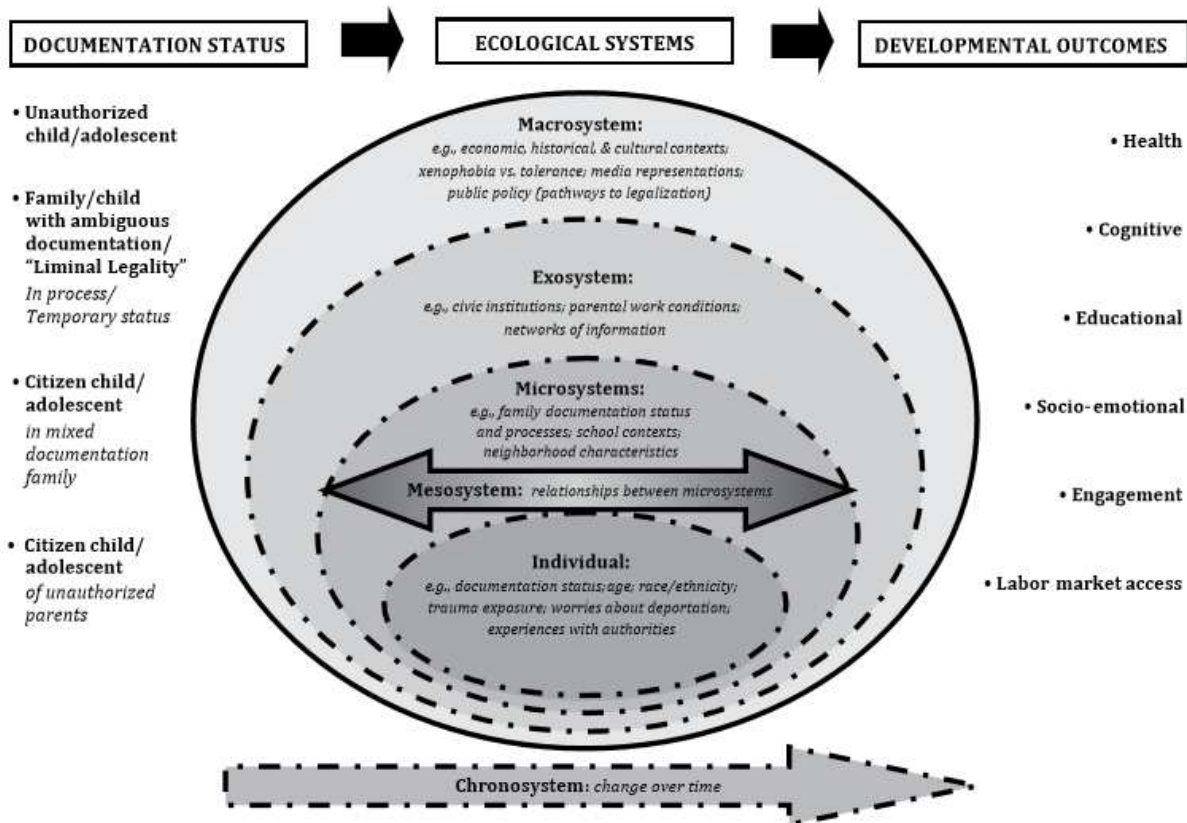 DOCUMENTATION STATUS
ECOLOGICAL SYSTEMS
DEVELOPMENTAL OUTCOMES
• Unauthorized
child/adolescent
• Family/child
with ambiguous
documentation/
"Liminal Legality"
In process/
Temporary status
• Citizen child/
adolescent
in mixed
documentation
family
• Citizen child/
adolescent
of unauthorized
parents
Macrosystem:
e.g., economic, historical, & cultural contexts;
xenophobia vs. tolerance; media representations;
public policy (pathways to legalization)
Exosystem:
e.g., civic institutions; parental work conditions;
networks of information
Microsystems:
e.g., family documentation status
and processes; school contexts;
neighborhood characteristics
Mesosystem: relationships between microsystems
Individual:
e.g., documentation status;age; race/ethnicity;
trauma exposure; worries about deportation;
experiences with authorities
• Health
• Cognitive
• Educational
• Socio-emotional
• Engagement
• Labor market access
Chronosystem: change over time